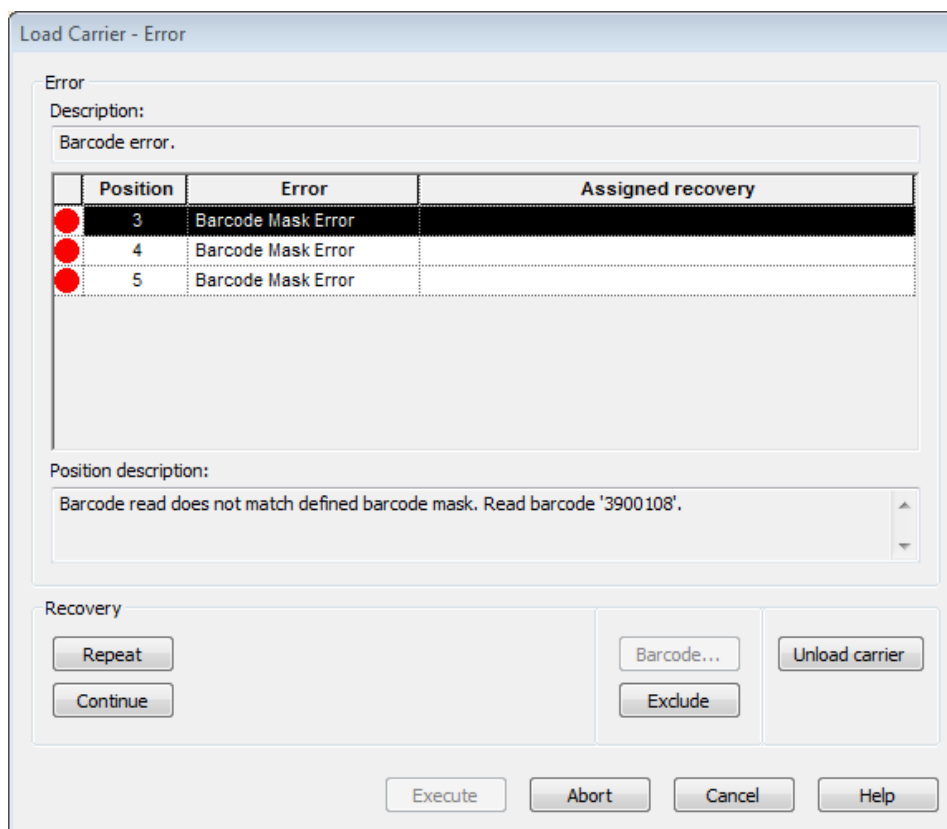 Load Carrier - Error
Error
Description:
Barcode error.
Position Error Assigned recovery
3 Barcode Mask Error
4 Barcode Mask Error
5 Barcode Mask Error
Position description:
Barcode read does not match defined barcode mask. Read barcode '3900108'.
Recovery
Repeat Barcode... Unload carrier
Continue Exclude
Execute Abort Cancel Help